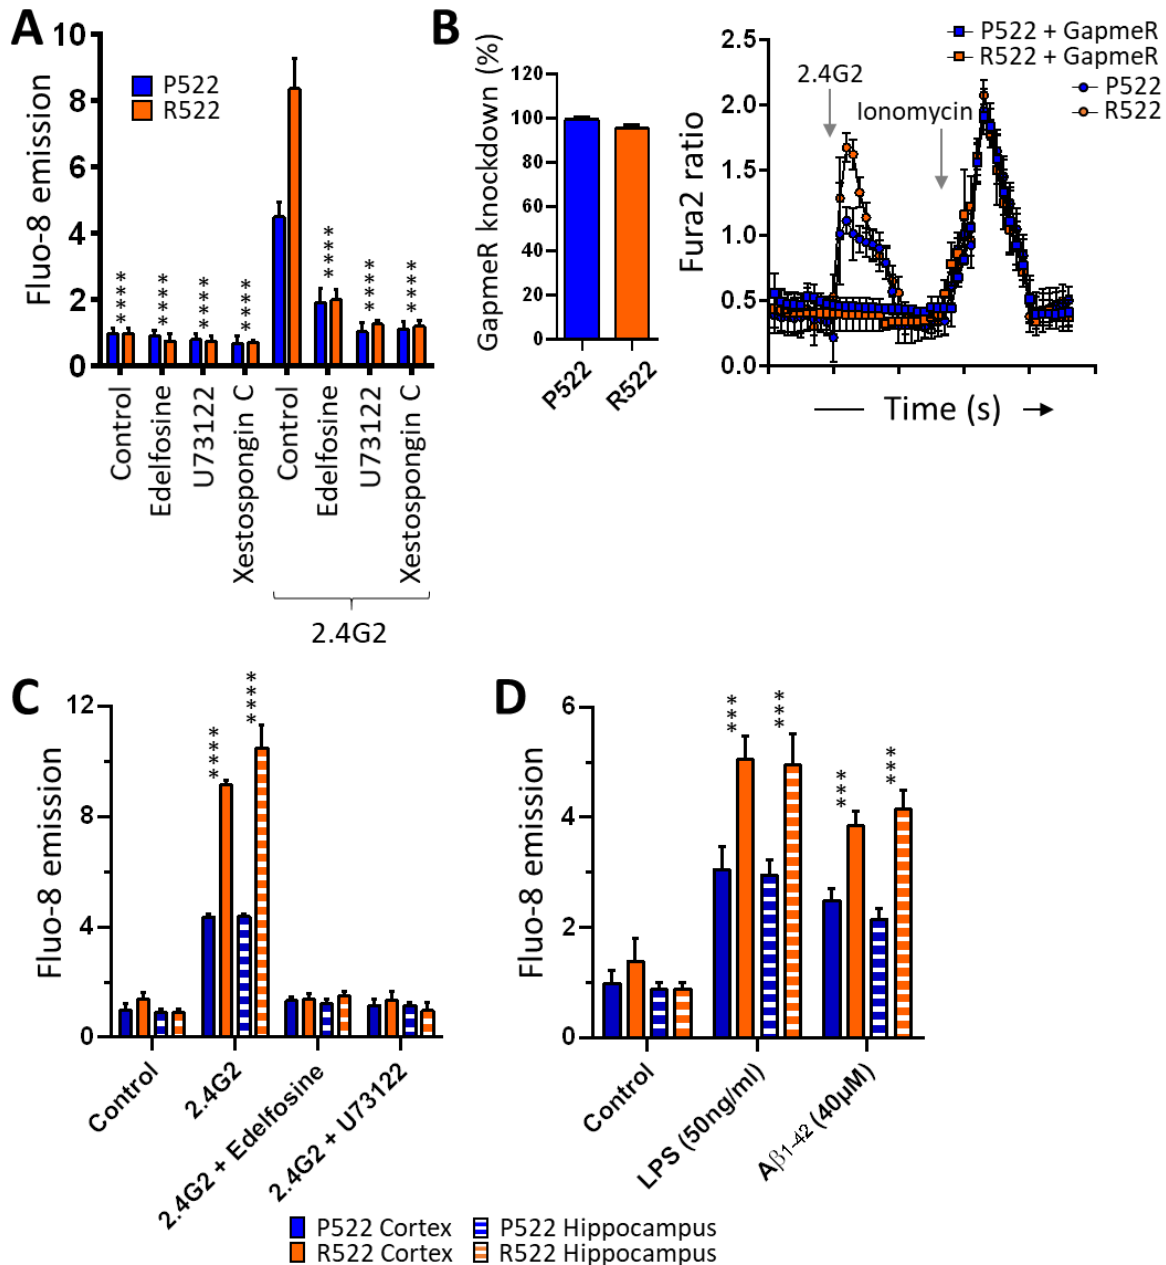 A
10
8
6
4
2
0
Fluo-8 emission
P522
R522
****
****
****
****
****
****
****
Control
Edelfosine
U73122
Xestospongin C
Control
Edelfosine
U73122
Xestospongin C
2.4G2
B
GapmeR knockdown (%)
120
100
80
60
40
20
0
P522
R522
P522 + GapmeR
R522 + GapmeR
P522
R522
2.5
2.0
1.5
1.0
0.5
0.0
Fura2 ratio
2.4G2
Ionomycin
Time (s)
C
12
9
6
4
0
Fluo-8 emission
****
****
Control
2.4G2
2.4G2 + Edelfosine
2.4G2 + U73122
D
6
4
2
0
Fluo-8 emission
***
***
***
***
Control
LPS (50ng/ml)
Aβ1-42 (40μM)
P522 Cortex
P522 Hippocampus
R522 Cortex
R522 Hippocampus